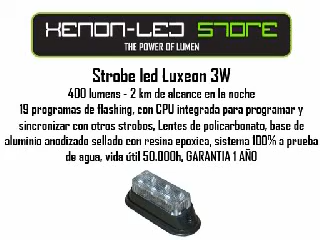 XENON-LED STORE
THE POWER OF LUMEN
Strobe led Luxeon 3W
400 lumens - 2 km de alcance en la noche
19 programas de flashing, con CPU integrada para programar y
sincronizar con otros strobos, Lentes de policarbonato, base de
aluminio anodizado sellado con resina epoxica, sistema 100% a prueba
de agua, vida útil 50.000h, GARANTIA 1 AÑO